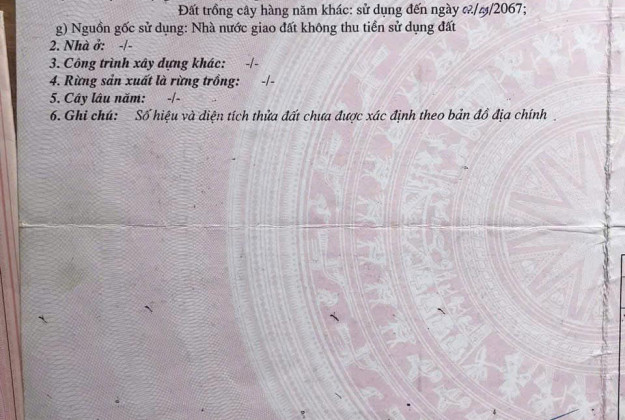 Đất trồng cây hàng năm khác: sử dụng đến ngày 02/09/2067;
g) Nguồn gốc sử dụng: Nhà nước giao đất không thu tiền sử dụng đất
2. Nhà ở: -/-
3. Công trình xây dựng khác: -/-
4. Rừng sản xuất là rừng trồng: -/-
5. Cây lâu năm: -/-
6. Ghi chú: Số hiệu và diện tích thửa đất chưa được xác định theo bản đồ địa chính .